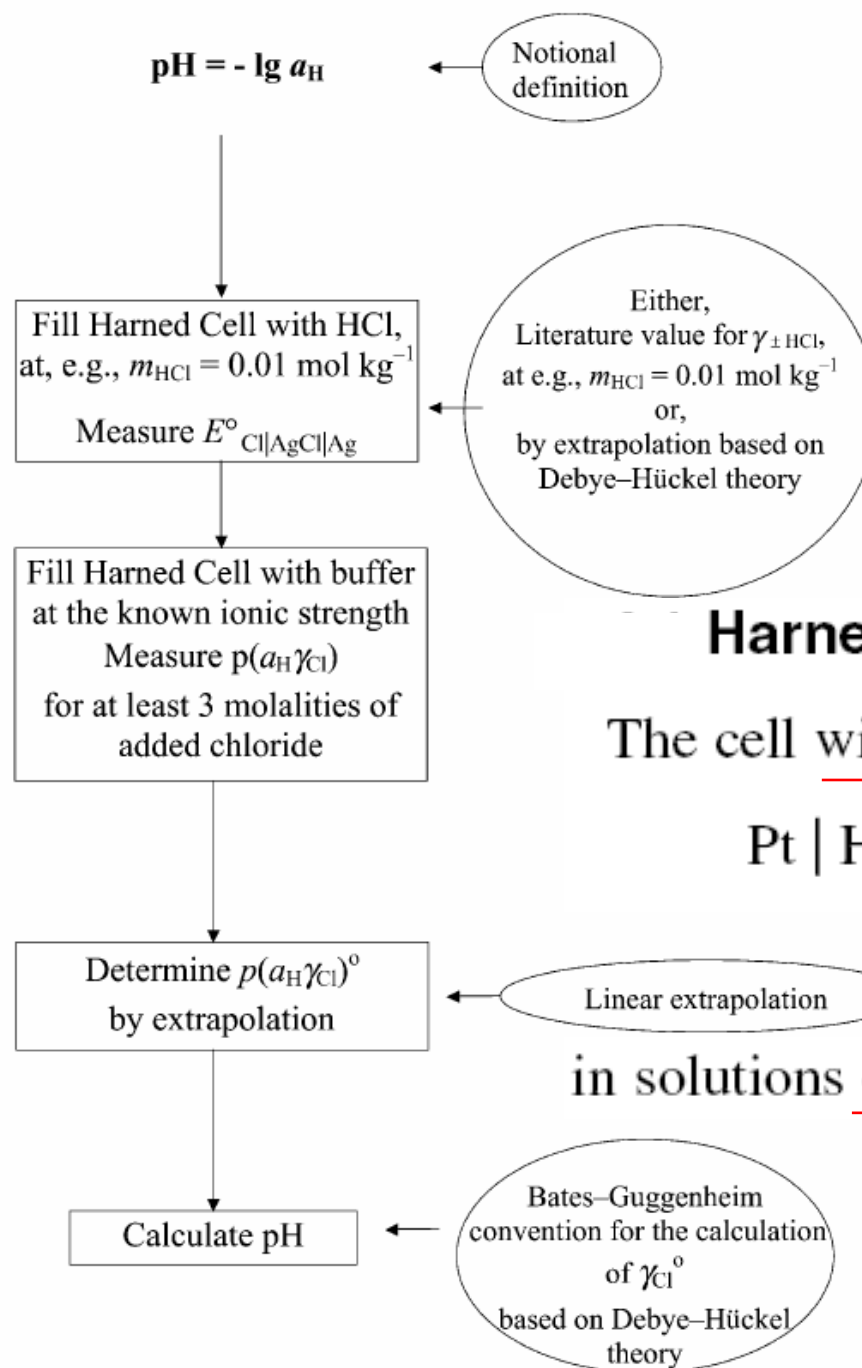 pH = - lg aH
Notional
definition
Fill Harned Cell with HCl,
at, e.g., mHCl = 0.01 mol kg⁻¹
Measure E°Cl|AgCl|Ag
Either,
Literature value for γ±HCl,
at e.g., mHCl = 0.01 mol kg⁻¹
or,
by extrapolation based on
Debye–Hückel theory
Fill Harned Cell with buffer
at the known ionic strength
Measure p(aHγCl)
for at least 3 molalities of
added chloride
Harne
The cell wi
Pt | H
Determine p(aHγCl)°
by extrapolation
Linear extrapolation
in solutions
Calculate pH
Bates–Guggenheim
convention for the calculation
of γCl°
based on Debye–Hückel
theory